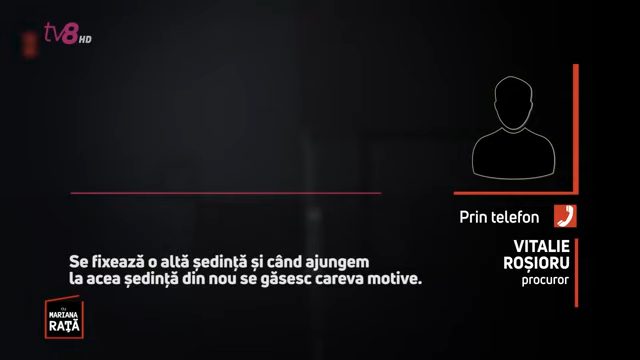 tv8 HD
Prin telefon
VITALIE
ROȘIORU
procuror
Se fixează o altă ședință și când ajungem
la acea ședință din nou se găsesc careva motive.
MARIANA
RAȚĂ